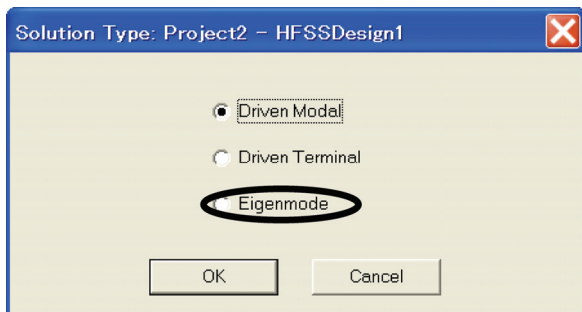 Solution Type: Project2 - HFSSDesign1
Driven Modal
Driven Terminal
Eigenmode
OK Cancel